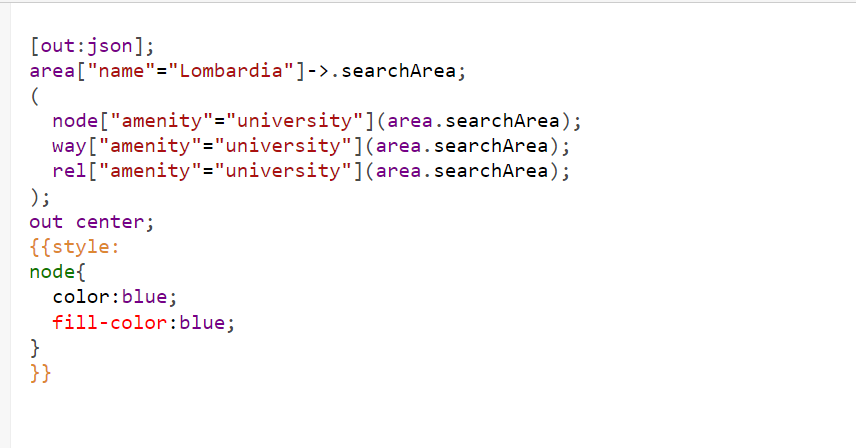 [out:json];
area["name"="Lombardia"]->.searchArea;
(
  node["amenity"="university"](area.searchArea);
  way["amenity"="university"](area.searchArea);
  rel["amenity"="university"](area.searchArea);
);
out center;
{{style:
node{
  color:blue;
  fill-color:blue;
}
}}